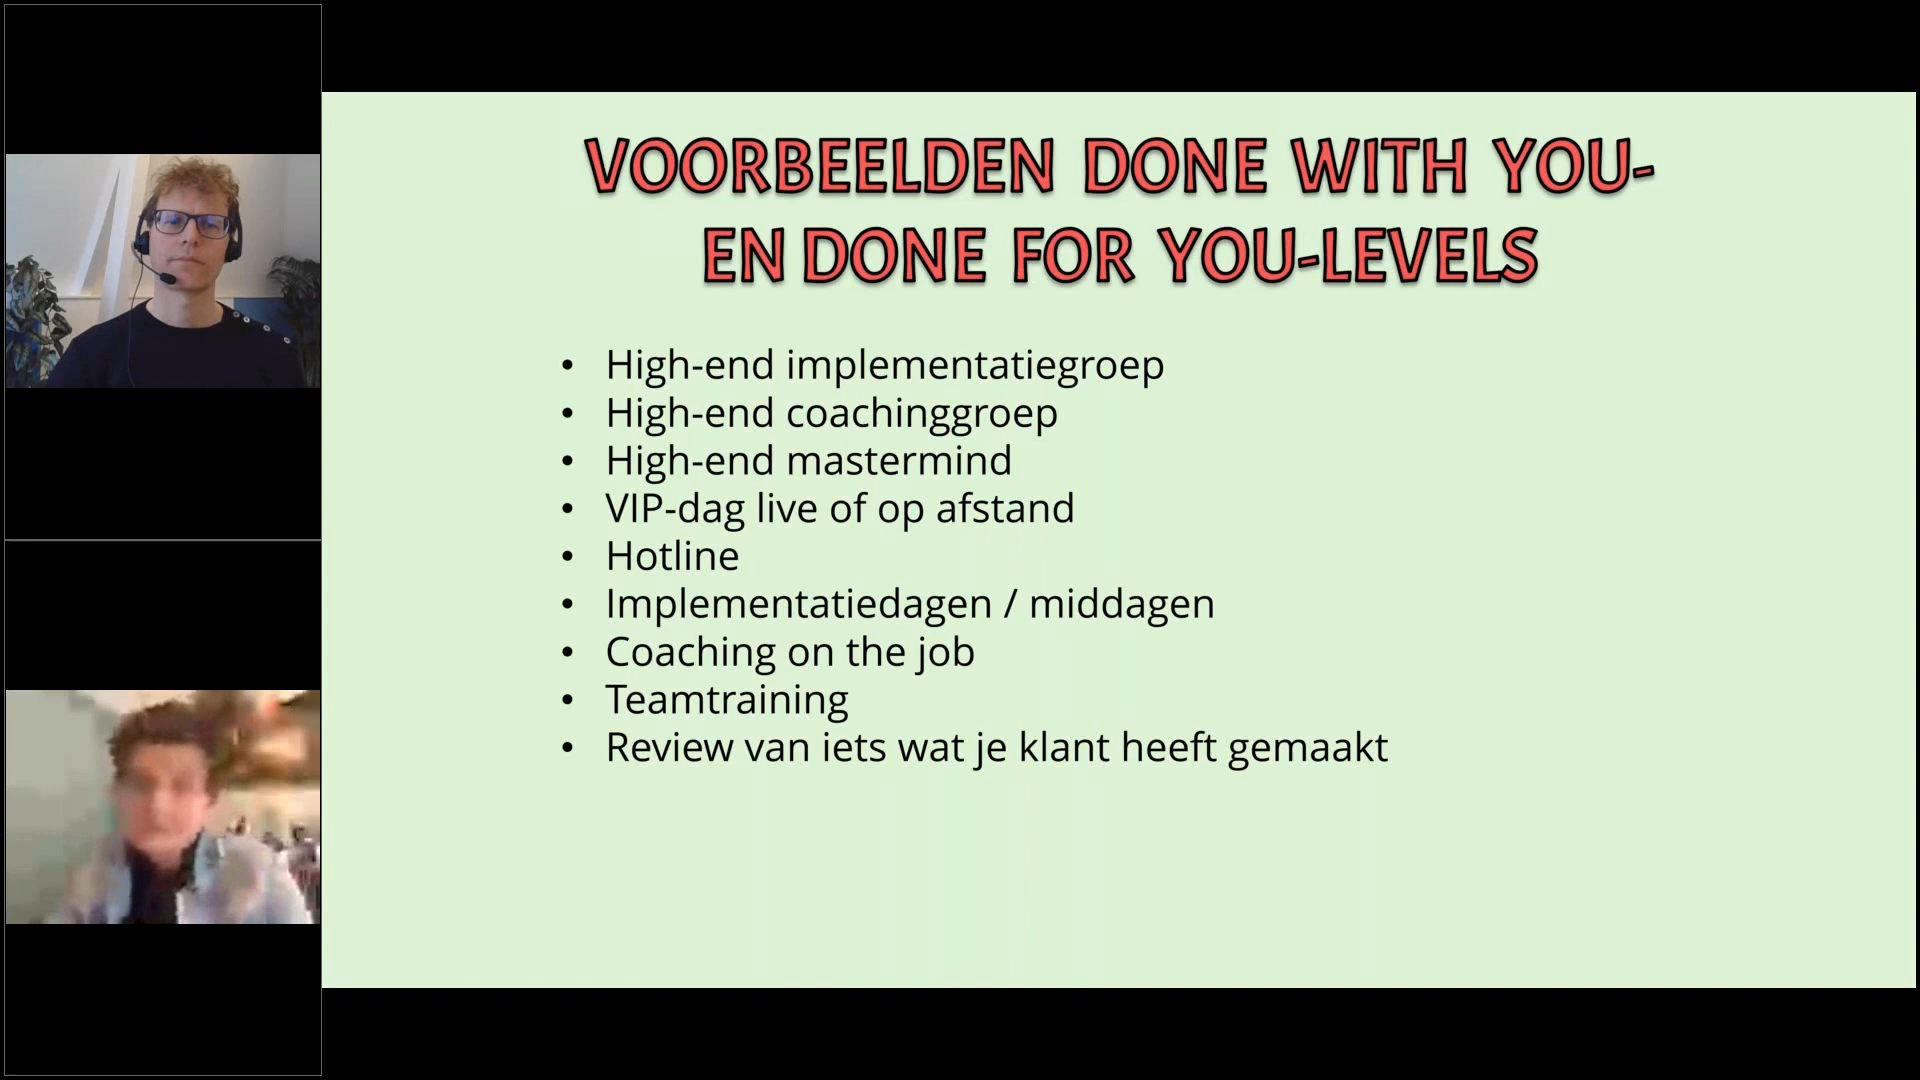 VOORBEELDEN DONE WITH YOU-
EN DONE FOR YOU-LEVELS
• High-end implementatiegroep
• High-end coachinggroep
• High-end mastermind
• VIP-dag live of op afstand
• Hotline
• Implementatiedagen / middagen
• Coaching on the job
• Teamtraining
• Review van iets wat je klant heeft gemaakt